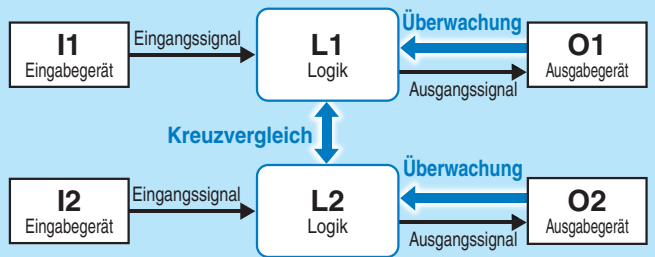 I1
Eingabegerät
Eingangssignal
L1
Logik
Überwachung
Ausgangssignal
O1
Ausgabegerät
Kreuzvergleich
I2
Eingabegerät
Eingangssignal
L2
Logik
Überwachung
Ausgangssignal
O2
Ausgabegerät